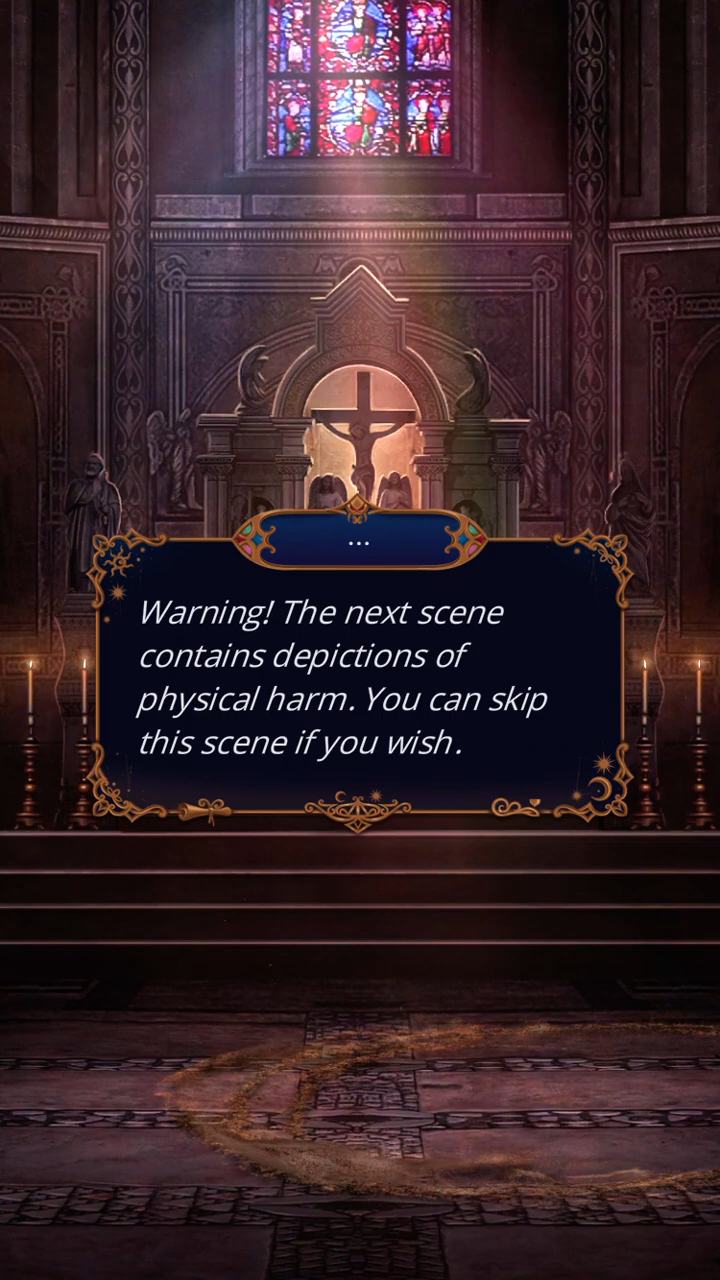 ...
Warning! The next scene
contains depictions of
physical harm. You can skip
this scene if you wish.